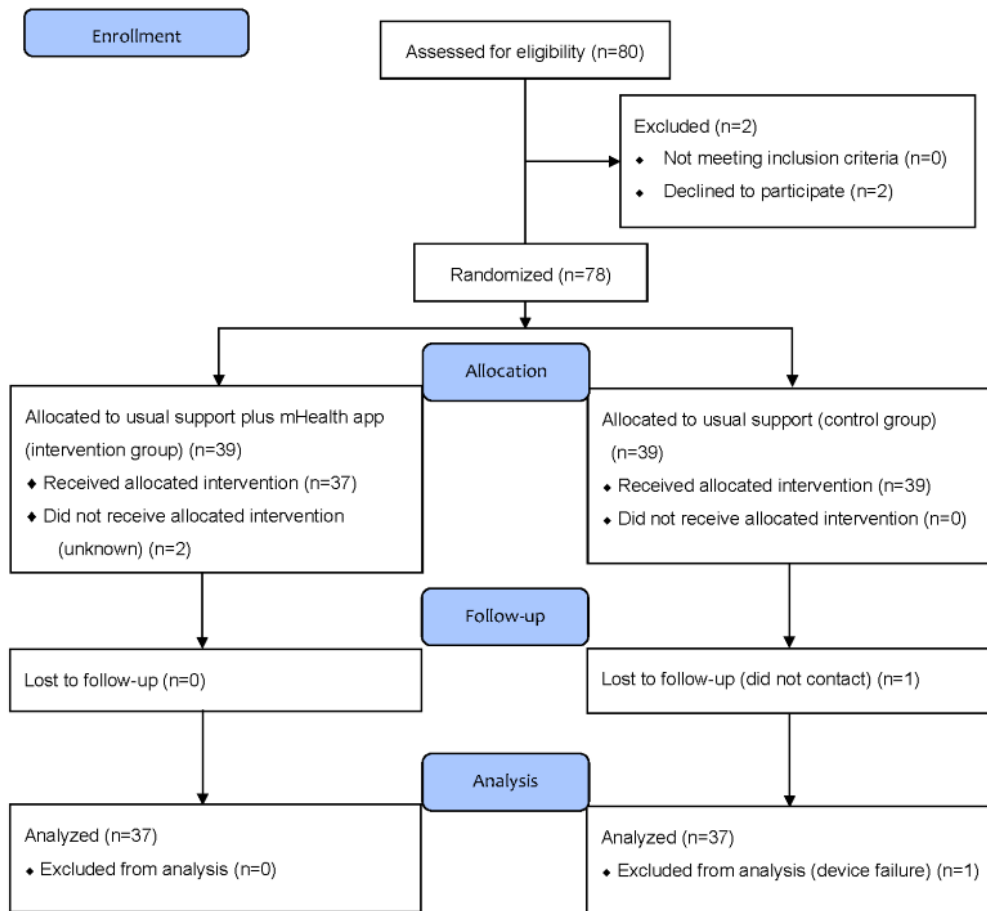 Enrollment
Assessed for eligibility (n=80)
Excluded (n=2)
⬥ Not meeting inclusion criteria (n=0)
⬥ Declined to participate (n=2)
Randomized (n=78)
Allocation
Allocated to usual support plus mHealth app
(intervention group) (n=39)
⬥ Received allocated intervention (n=37)
⬥ Did not receive allocated intervention
(unknown) (n=2)
Allocated to usual support (control group)
(n=39)
⬥ Received allocated intervention (n=39)
⬥ Did not receive allocated intervention (n=0)
Follow-up
Lost to follow-up (n=0)
Lost to follow-up (did not contact) (n=1)
Analysis
Analyzed (n=37)
⬥ Excluded from analysis (n=0)
Analyzed (n=37)
⬥ Excluded from analysis (device failure) (n=1)